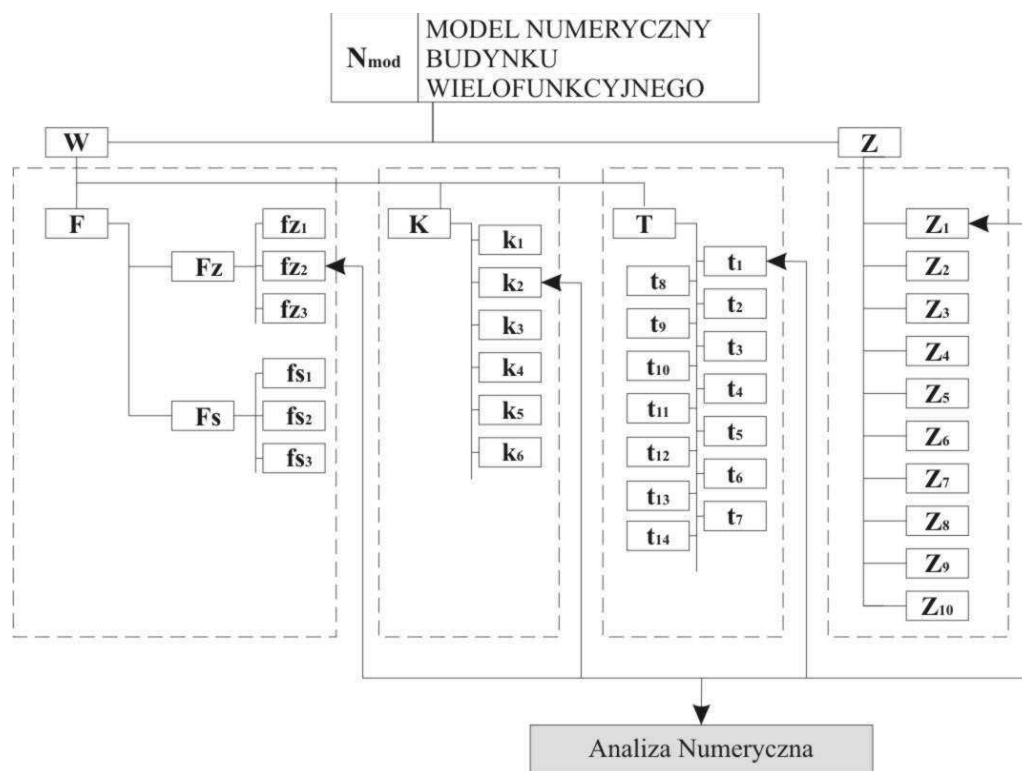 N_mod
MODEL NUMERYCZNY
BUDYNKU
WIELOFUNKCYJNEGO
W
Z
F
Fz
fz₁
fz₂
fz₃
Fs
fs₁
fs₂
fs₃
K
k₁
k₂
k₃
k₄
k₅
k₆
T
t₁
t₈
t₂
t₉
t₃
t₁₀
t₄
t₁₁
t₅
t₁₂
t₆
t₁₃
t₇
t₁₄
Z₁
Z₂
Z₃
Z₄
Z₅
Z₆
Z₇
Z₈
Z₉
Z₁₀
Analiza Numeryczna